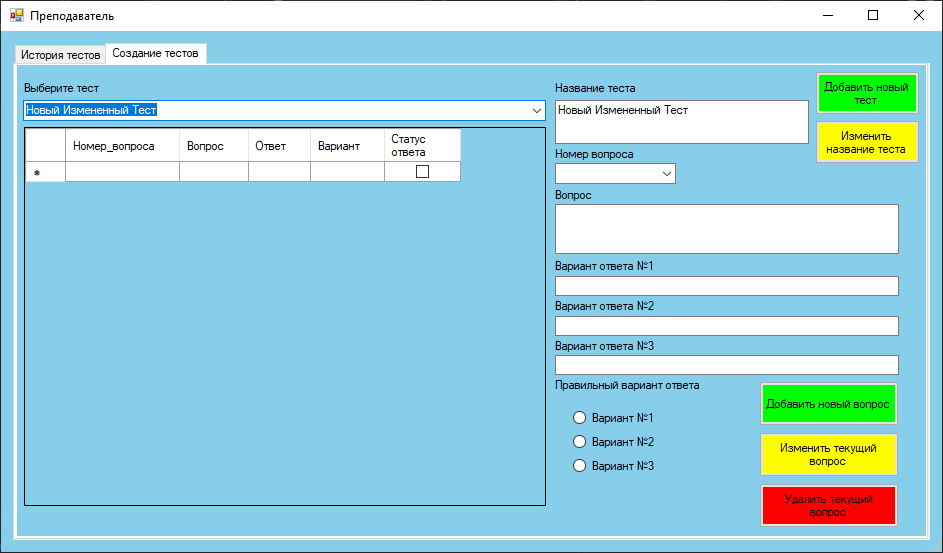 Преподаватель
История тестов
Создание тестов
Выберите тест
Новый Измененный Тест
Номер_вопроса
Вопрос
Ответ
Вариант
Статус
ответа
Название теста
Новый Измененный Тест
Добавить новый
тест
Изменить
название теста
Номер вопроса
Вопрос
Вариант ответа №1
Вариант ответа №2
Вариант ответа №3
Правильный вариант ответа
Вариант №1
Вариант №2
Вариант №3
Добавить новый вопрос
Изменить текущий
вопрос
Удалить текущий
вопрос